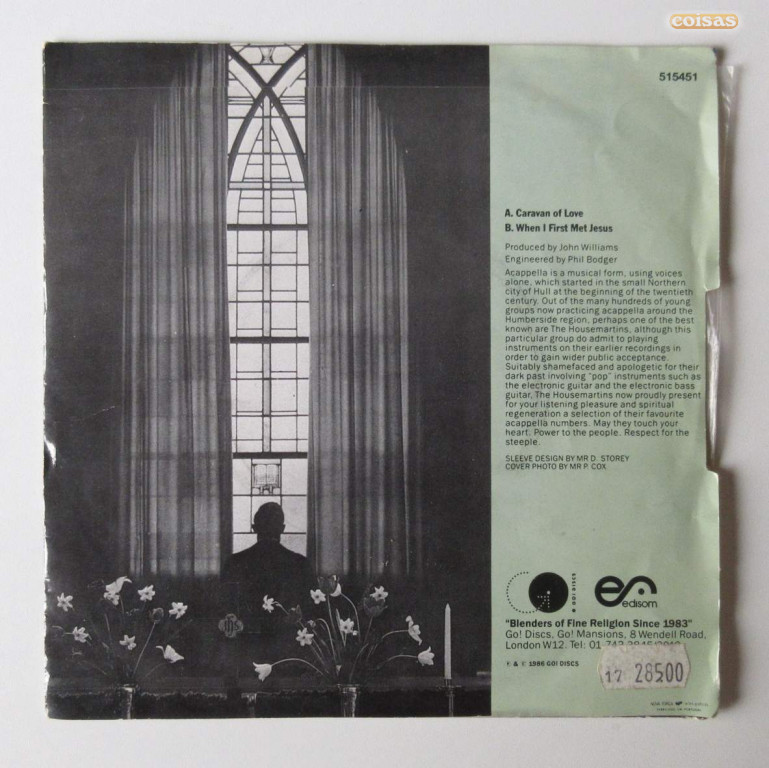 coisas
515451
A. Caravan of Love
B. When I First Met Jesus
Produced by John Williams
Engineered by Phil Bodger
Acappella is a musical form, using voices
alone, which started in the small Northern
city of Hull at the beginning of the twentieth
century. Out of the many hundreds of young
groups now practicing acappella around the
Humberside region, perhaps one of the best
known are The Housemartins, although this
particular group do admit to playing
instruments on their earlier recordings in
order to gain wider public acceptance.
Suitably shamefaced and apologetic for their
dark past involving "pop" instruments such as
the electronic guitar and the electronic bass
guitar, The Housemartins now proudly present
for your listening pleasure and spiritual
regeneration a selection of their favourite
acappella numbers. May they touch your
heart. Power to the people. Respect for the
steeple.
SLEEVE DESIGN BY MR D. STOREY
COVER PHOTO BY MR P. COX
edisom
"Blenders of Fine Religion Since 1983"
Go! Discs, Go! Mansions, 8 Wendell Road,
London W12. Tel: 01
℗ & © 1986 GO! DISCS
28500
ihs